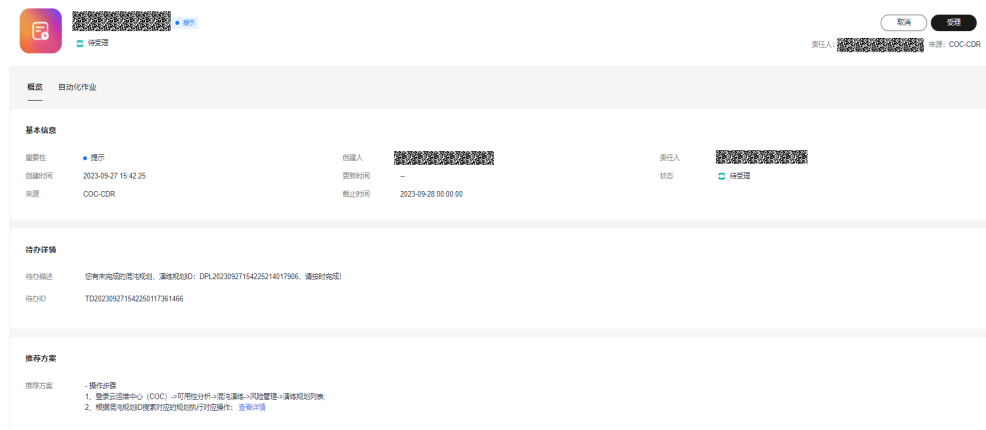 提示
取消
受理
待受理
责任人:
来源: COC-CDR
概览
自动化作业
基本信息
重要性
提示
创建人
责任人
创建时间
2023-09-27 15:42:25
更新时间
--
状态
待受理
来源
COC-CDR
截止时间
2023-09-28 00:00:00
待办详情
待办描述
您有未完成的混沌规划，演练规划ID：DPL20230927154225214017906，请按时完成!
待办ID
TD202309271542250117361466
推荐方案
推荐方案
- 操作步骤
1、登录云运维中心（COC）->可用性分析->混沌演练->风险管理->演练规划列表;
2、根据混沌规划ID搜索对应的规划执行对应操作： 查看详情